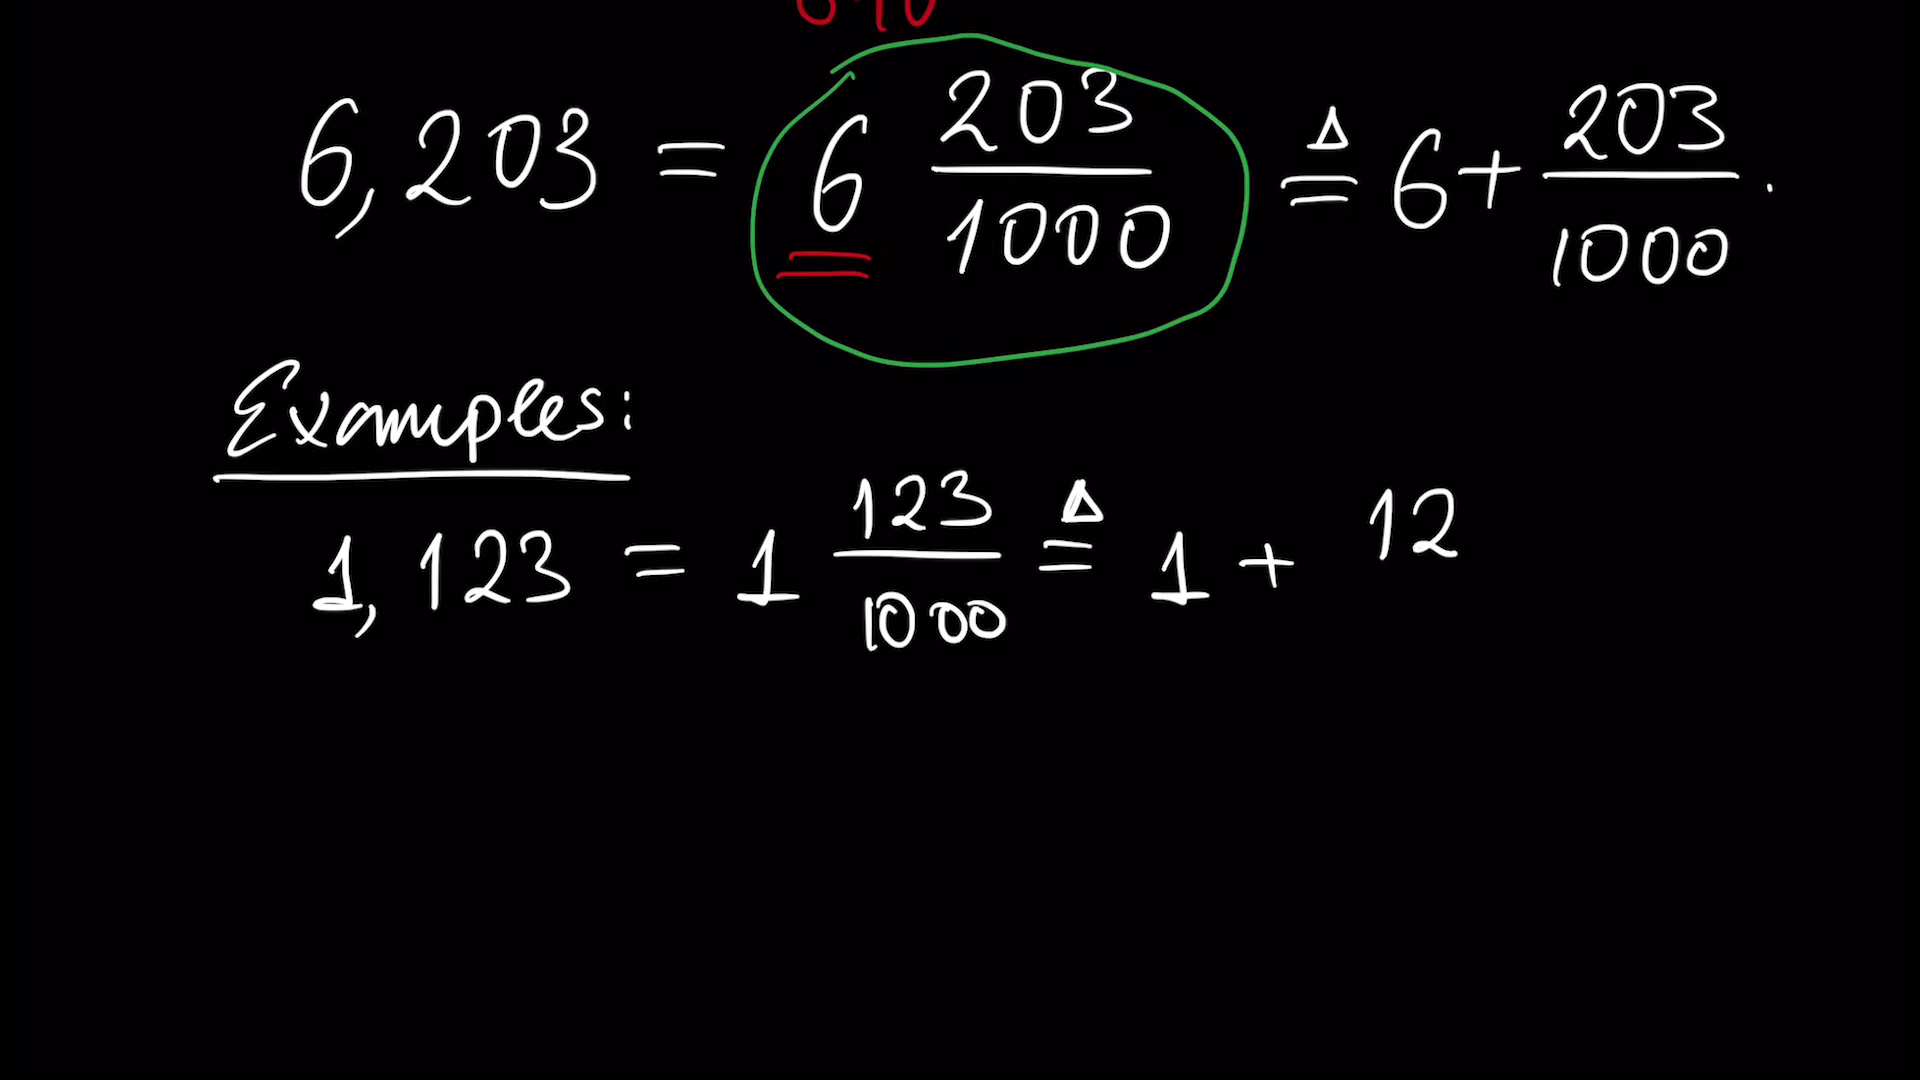 6,203 = 6 203/1000 ≜ 6 + 203/1000 .
Examples:
1,123 = 1 123/1000 ≜ 1 + 12